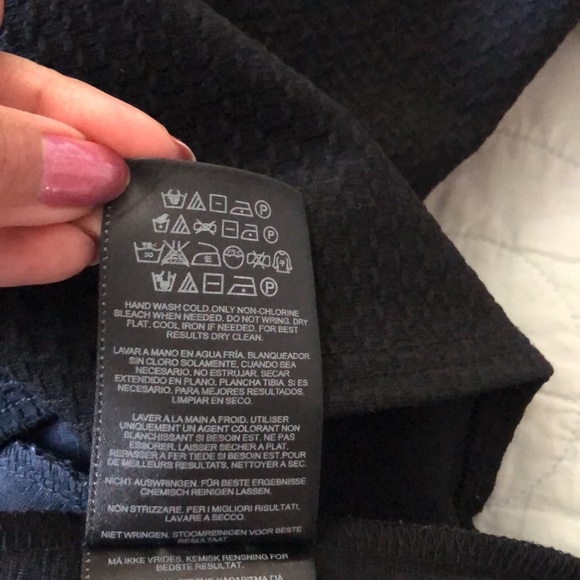 P
P
30
P
HAND WASH COLD.ONLY NON-CHLORINE
BLEACH WHEN NEEDED. DO NOT WRING. DRY
FLAT. COOL IRON IF NEEDED. FOR BEST
RESULTS DRY CLEAN.
LAVAR A MANO EN AGUA FRÍA. BLANQUEADOR
SIN CLORO SOLAMENTE, CUANDO SEA
NECESARIO. NO ESTRUJAR. SECAR
EXTENDIDO EN PLANO. PLANCHA TIBIA, SI ES
NECESARIO. PARA MEJORES RESULTADOS,
LIMPIAR EN SECO.
LAVER A LA MAIN A FROID. UTILISER
UNIQUEMENT UN AGENT COLORANT NON
BLANCHISSANT SI BESOIN EST. NE PAS
ESSORER. LAISSER SECHER A PLAT.
REPASSER A FER TIEDE SI BESOIN EST.POUR
DE MEILLEURS RESULTATS, NETTOYER A SEC.
NICHT AUSWRINGEN. FÜR BESTE ERGEBNISSE
CHEMISCH REINIGEN LASSEN.
NON STRIZZARE. PER I MIGLIORI RISULTATI,
LAVARE A SECCO.
NIET WRINGEN. STOOMREINIGEN VOOR BESTE
RESULTAAT.
MÅ IKKE VRIDES. KEMISK RENSNING FOR
BEDSTE RESULTAT.